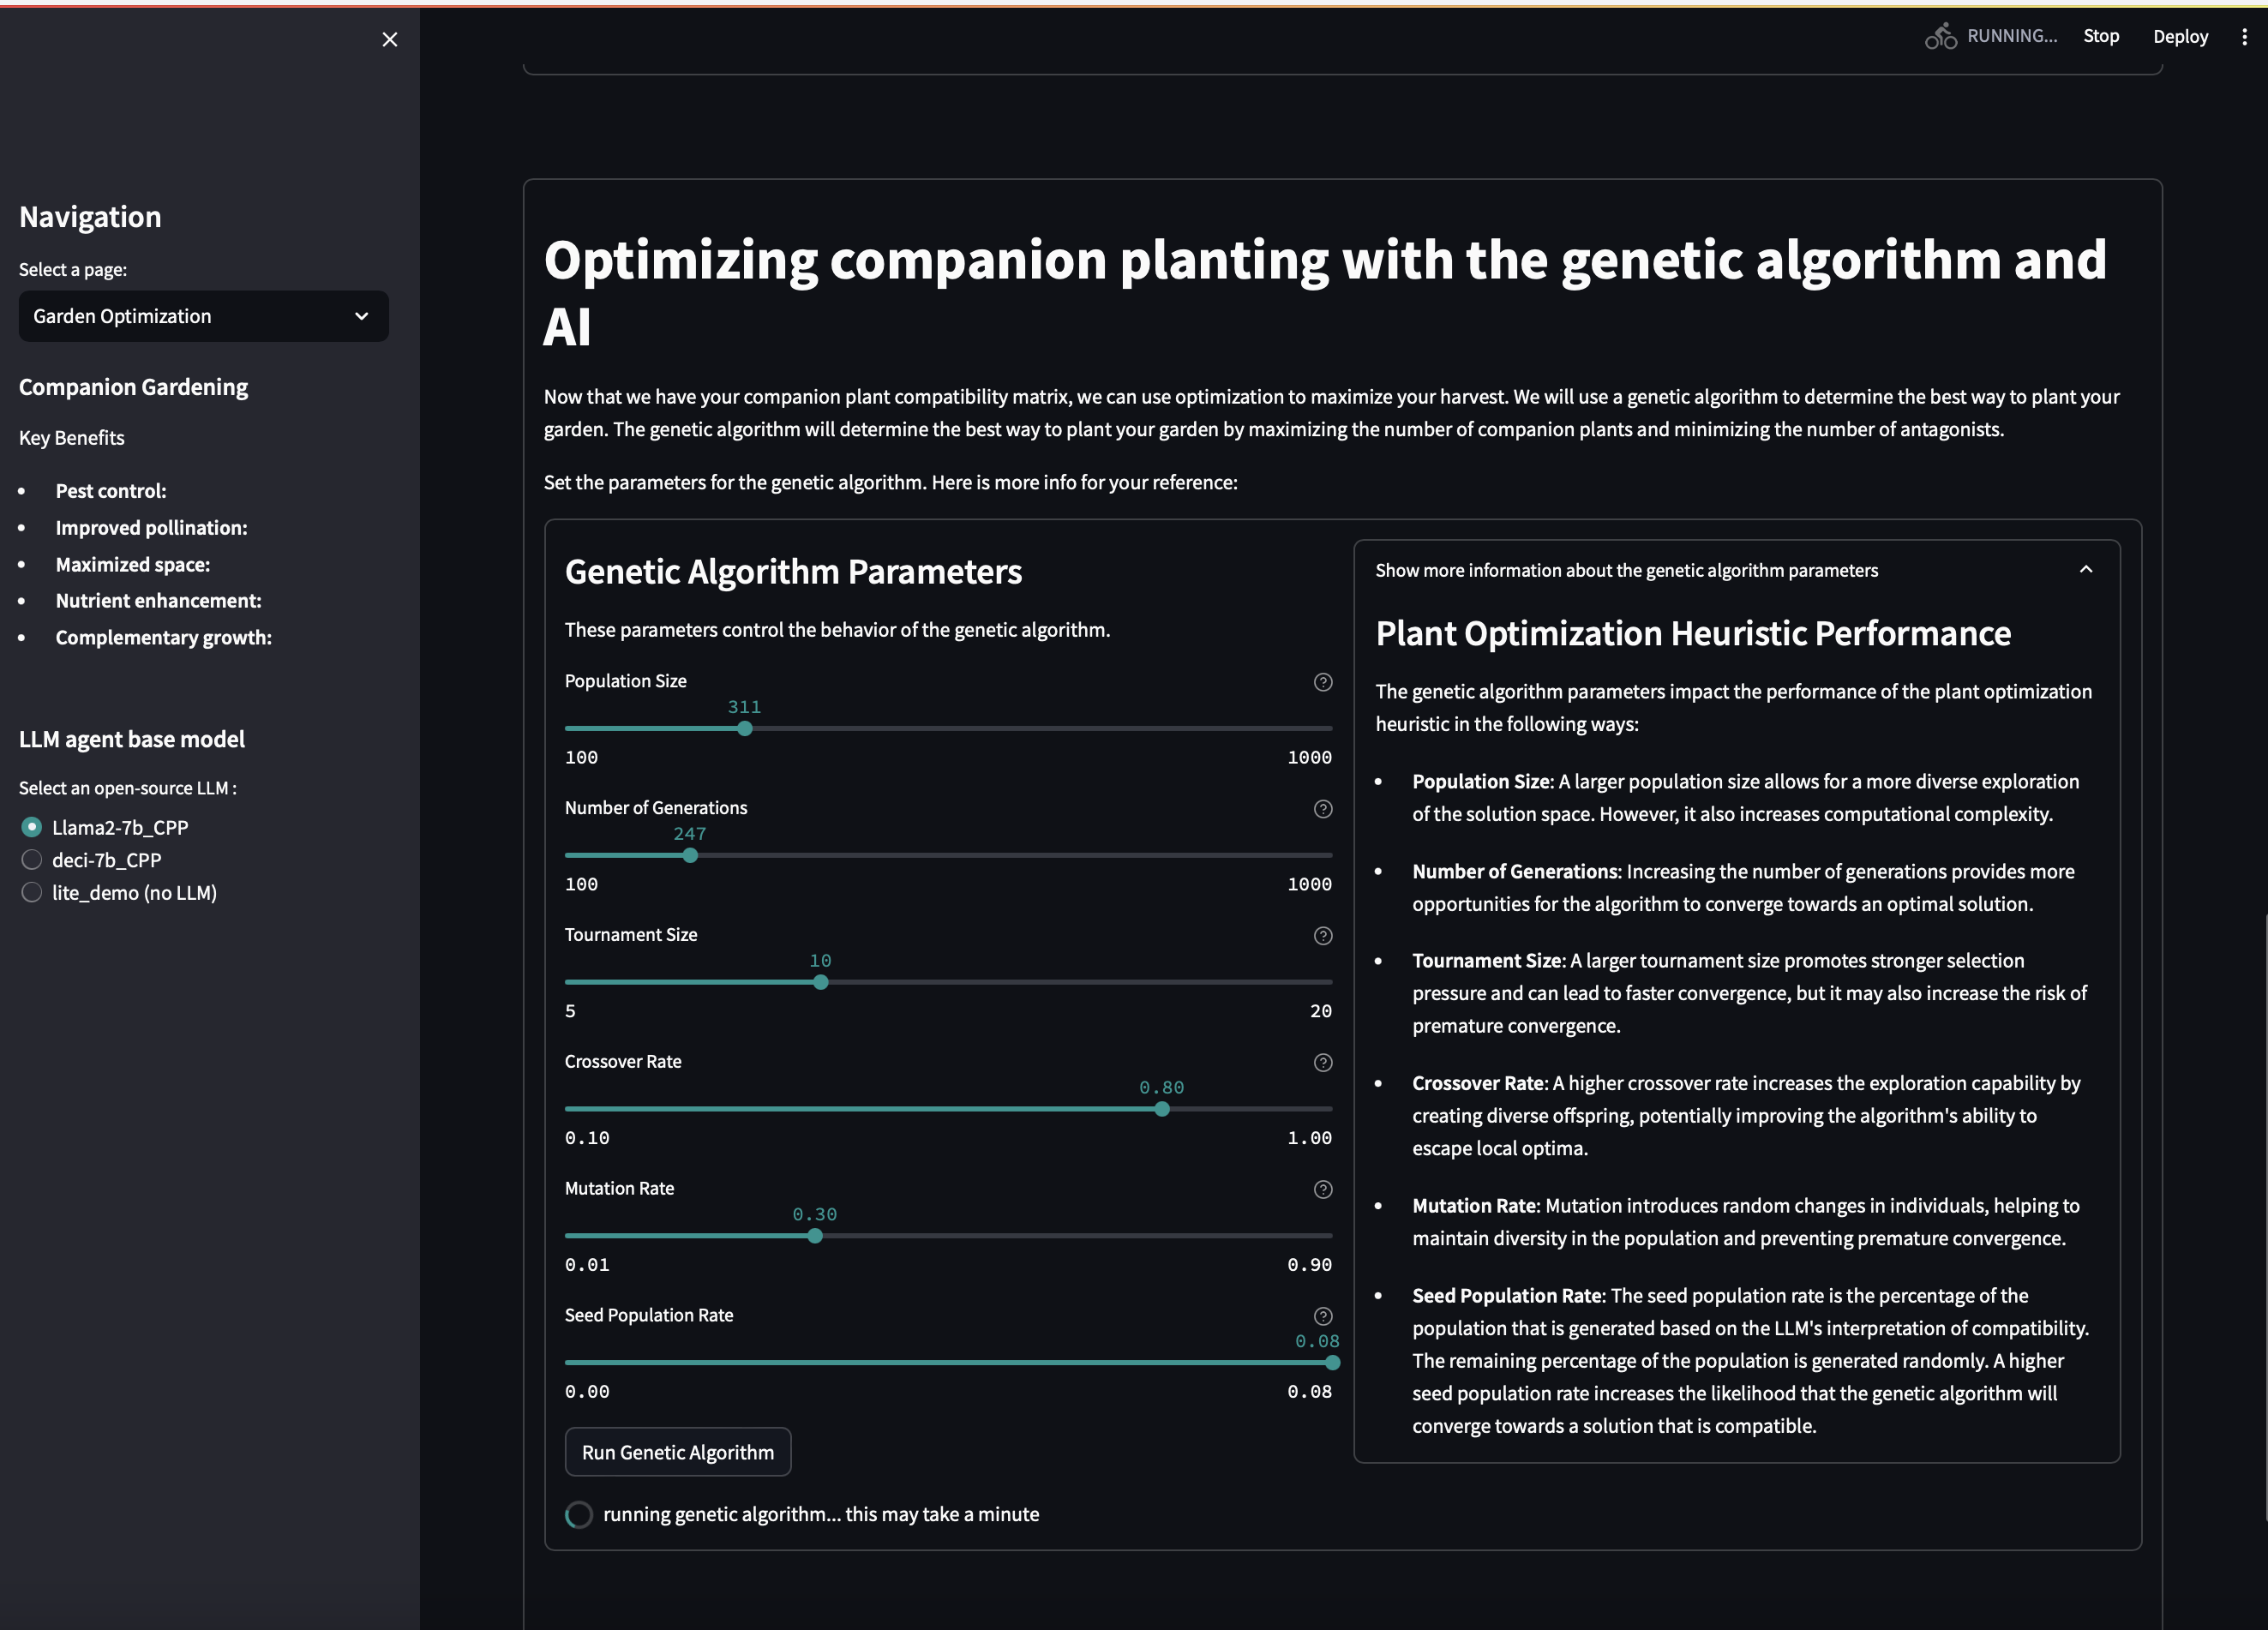 RUNNING...
Stop
Deploy
Navigation
Select a page:
Garden Optimization
Companion Gardening
Key Benefits
• Pest control:
• Improved pollination:
• Maximized space:
• Nutrient enhancement:
• Complementary growth:
LLM agent base model
Select an open-source LLM :
Llama2-7b_CPP
deci-7b_CPP
lite_demo (no LLM)
Optimizing companion planting with the genetic algorithm and
AI
Now that we have your companion plant compatibility matrix, we can use optimization to maximize your harvest. We will use a genetic algorithm to determine the best way to plant your
garden. The genetic algorithm will determine the best way to plant your garden by maximizing the number of companion plants and minimizing the number of antagonists.
Set the parameters for the genetic algorithm. Here is more info for your reference:
Genetic Algorithm Parameters
These parameters control the behavior of the genetic algorithm.
Population Size
311
100 1000
Number of Generations
247
100 1000
Tournament Size
10
5 20
Crossover Rate
0.80
0.10 1.00
Mutation Rate
0.30
0.01 0.90
Seed Population Rate
0.08
0.00 0.08
Run Genetic Algorithm
running genetic algorithm... this may take a minute
Show more information about the genetic algorithm parameters
Plant Optimization Heuristic Performance
The genetic algorithm parameters impact the performance of the plant optimization
heuristic in the following ways:
• Population Size: A larger population size allows for a more diverse exploration
of the solution space. However, it also increases computational complexity.
• Number of Generations: Increasing the number of generations provides more
opportunities for the algorithm to converge towards an optimal solution.
• Tournament Size: A larger tournament size promotes stronger selection
pressure and can lead to faster convergence, but it may also increase the risk of
premature convergence.
• Crossover Rate: A higher crossover rate increases the exploration capability by
creating diverse offspring, potentially improving the algorithm's ability to
escape local optima.
• Mutation Rate: Mutation introduces random changes in individuals, helping to
maintain diversity in the population and preventing premature convergence.
• Seed Population Rate: The seed population rate is the percentage of the
population that is generated based on the LLM's interpretation of compatibility.
The remaining percentage of the population is generated randomly. A higher
seed population rate increases the likelihood that the genetic algorithm will
converge towards a solution that is compatible.